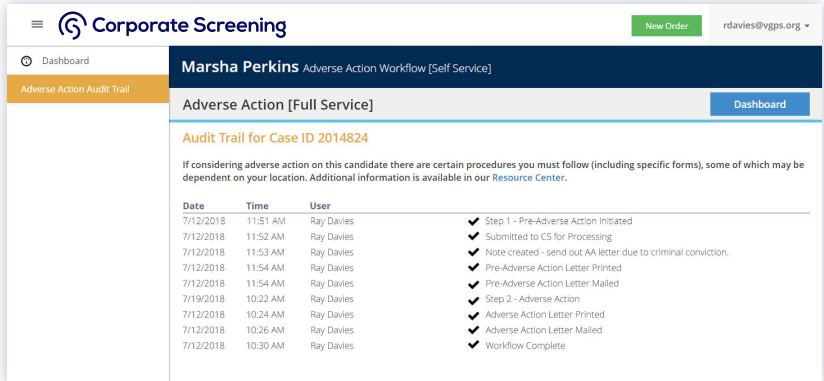 Corporate Screening
New Order
rdavies@vgps.org
Dashboard
Adverse Action Audit Trail
Marsha Perkins Adverse Action Workflow [Self Service]
Adverse Action [Full Service]
Dashboard
Audit Trail for Case ID 2014824
If considering adverse action on this candidate there are certain procedures you must follow (including specific forms), some of which may be
dependent on your location. Additional information is available in our Resource Center.
Date Time User
7/12/2018 11:51 AM Ray Davies Step 1 - Pre-Adverse Action Initiated
7/12/2018 11:52 AM Ray Davies Submitted to CS for Processing
7/12/2018 11:53 AM Ray Davies Note created - send out AA letter due to criminal conviction.
7/12/2018 11:54 AM Ray Davies Pre-Adverse Action Letter Printed
7/12/2018 11:54 AM Ray Davies Pre-Adverse Action Letter Mailed
7/19/2018 10:22 AM Ray Davies Step 2 - Adverse Action
7/12/2018 10:24 AM Ray Davies Adverse Action Letter Printed
7/12/2018 10:26 AM Ray Davies Adverse Action Letter Mailed
7/12/2018 10:30 AM Ray Davies Workflow Complete